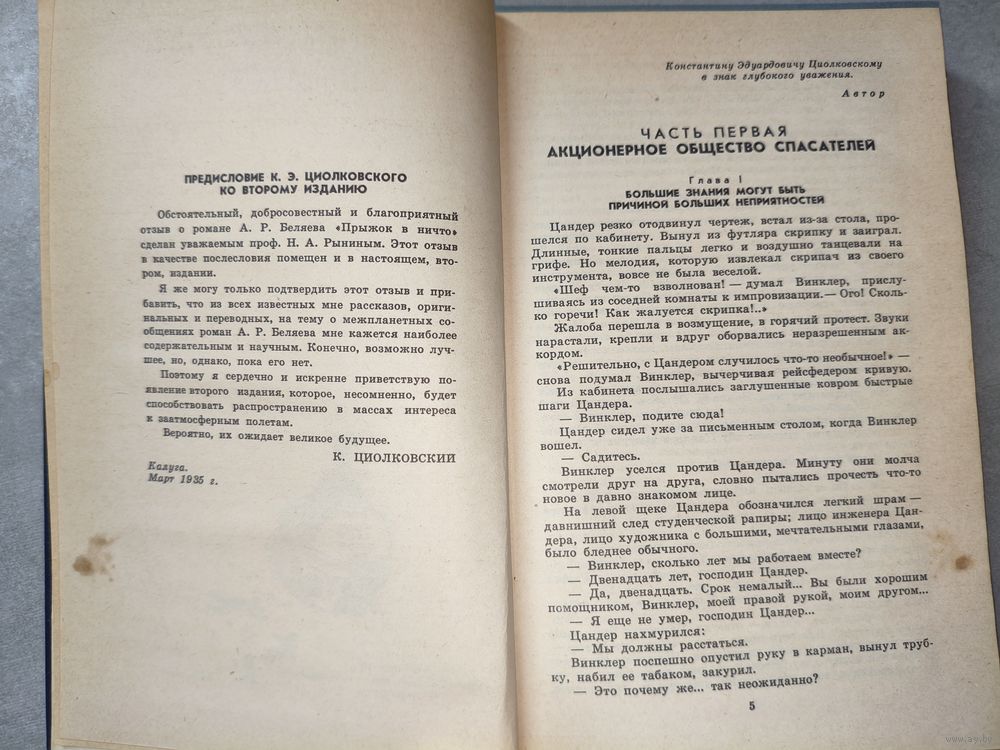 ПРЕДИСЛОВИЕ К. Э. ЦИОЛКОВСКОГО
КО ВТОРОМУ ИЗДАНИЮ
Обстоятельный, добросовестный и благоприятный
отзыв о романе А. Р. Беляева «Прыжок в ничто»
сделан уважаемым проф. Н. А. Рыниным. Этот отзыв
в качестве послесловия помещен и в настоящем, вто-
ром, издании.
Я же могу только подтвердить этот отзыв и при-
бавить, что из всех известных мне рассказов, ориги-
нальных и переводных, на тему о межпланетных со-
общениях роман А. Р. Беляева мне кажется наиболее
содержательным и научным. Конечно, возможно луч-
шее, но, однако, пока его нет.
Поэтому я сердечно и искренне приветствую по-
явление второго издания, которое, несомненно, будет
способствовать распространению в массах интереса
к заатмосферным полетам.
Вероятно, их ожидает великое будущее.
К. ЦИОЛКОВСКИЙ
Калуга.
Март 1935 г.
Константину Эдуардовичу Циолковскому
в знак глубокого уважения.
Автор
ЧАСТЬ ПЕРВАЯ
АКЦИОНЕРНОЕ ОБЩЕСТВО СПАСАТЕЛЕЙ
Глава I
БОЛЬШИЕ ЗНАНИЯ МОГУТ БЫТЬ
ПРИЧИНОЙ БОЛЬШИХ НЕПРИЯТНОСТЕЙ
Цандер резко отодвинул чертеж, встал из-за стола, про-
шелся по кабинету. Вынул из футляра скрипку и заиграл.
Длинные, тонкие пальцы легко и воздушно танцевали на
грифе. Но мелодия, которую извлекал скрипач из своего
инструмента, вовсе не была веселой.
«Шеф чем-то взволнован! — думал Винклер, прислу-
шиваясь из соседней комнаты к импровизации.— Ого! Сколь-
ко горечи! Как жалуется скрипка!..»
Жалоба перешла в возмущение, в горячий протест. Звуки
нарастали, крепли и вдруг оборвались неразрешенным ак-
кордом.
«Решительно, с Цандером случилось что-то необычное!» —
снова подумал Винклер, вычерчивая рейсфедером кривую.
Из кабинета послышались заглушенные ковром быстрые
шаги Цандера.
— Винклер, подите сюда!
Цандер сидел уже за письменным столом, когда Винклер
вошел.
— Садитесь.
Винклер уселся против Цандера. Минуту они молча
смотрели друг на друга, словно пытались прочесть что-то
новое в давно знакомом лице.
На левой щеке Цандера обозначился легкий шрам —
давнишний след студенческой рапиры; лицо инженера Цан-
дера, лицо художника с большими, мечтательными глазами,
было бледнее обычного.
— Винклер, сколько лет мы работаем вместе?
— Двенадцать лет, господин Цандер.
— Да, двенадцать. Срок немалый... Вы были хорошим
помощником, Винклер, моей правой рукой, моим другом...
— Я еще не умер, господин Цандер...
Цандер нахмурился:
— Мы должны расстаться.
Винклер поспешно опустил руку в карман, вынул труб-
ку, набил ее табаком, закурил.
— Это почему же... так неожиданно?
5
www.ay.by